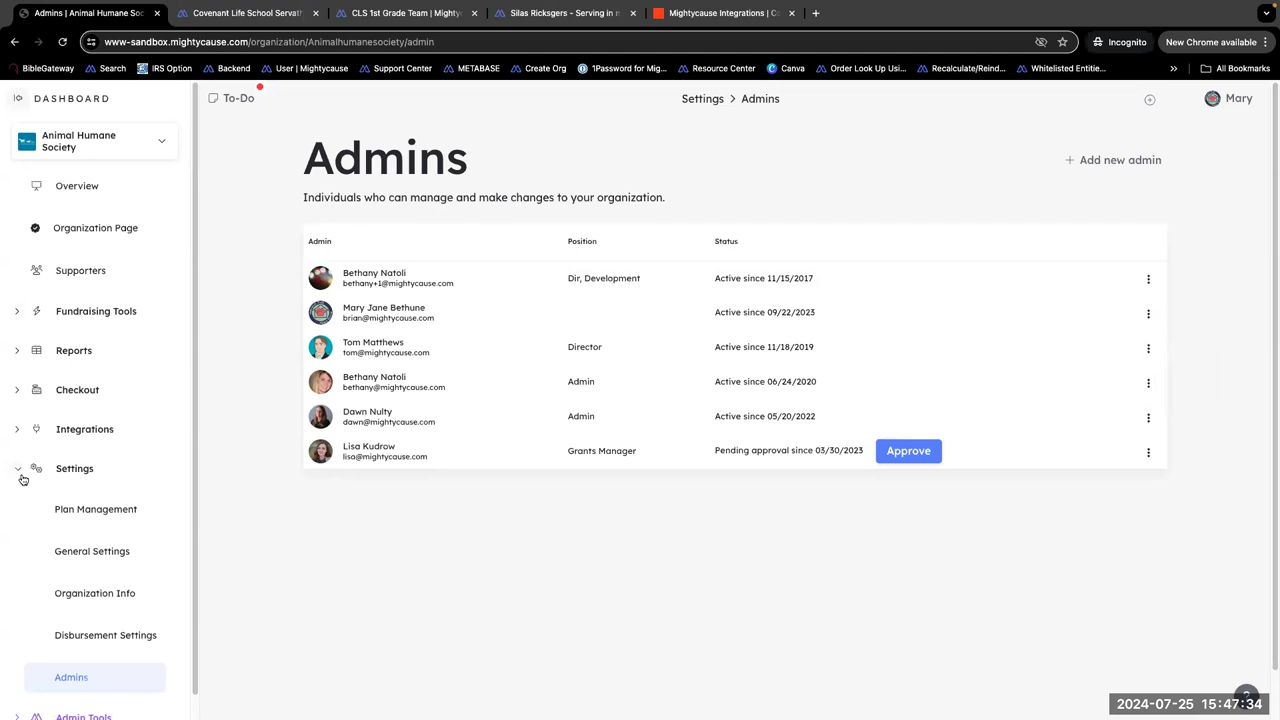 Animal Humane Soc
Covenant Life School Servath
CLS 1st Grade Team | Mighty
Silas Ricksgers - Serving in
Mightycause Integrations | Co
www-sandbox.mightycause.com/organization/Animalhumanesociety/admin
Incognito
New Chrome available
BibleGateway
Search
IRS Option
Backend
User | Mightycause
Support Center
METABASE
Create Org
1Password for Mig...
Resource Center
Canva
Order Look Up Usi...
Recalculate/Reind...
Whitelisted Entitie...
»
All Bookmarks
DASHBOARD
To-Do
Settings > Admins
Mary
Animal Humane
Society
Overview
Organization Page
Supporters
Fundraising Tools
Reports
Checkout
Integrations
Settings
Plan Management
General Settings
Organization Info
Disbursement Settings
Admins
Admin Tools
Admins
+ Add new admin
Individuals who can manage and make changes to your organization.
Admin Position Status
Bethany Natoli
bethany+1@mightycause.com
Dir, Development
Active since 11/15/2017
Mary Jane Bethune
brian@mightycause.com
Active since 09/22/2023
Tom Matthews
tom@mightycause.com
Director
Active since 11/18/2019
Bethany Natoli
bethany@mightycause.com
Admin
Active since 06/24/2020
Dawn Nulty
dawn@mightycause.com
Admin
Active since 05/20/2022
Lisa Kudrow
lisa@mightycause.com
Grants Manager
Pending approval since 03/30/2023
Approve
?
2024-07-25 15:47:34